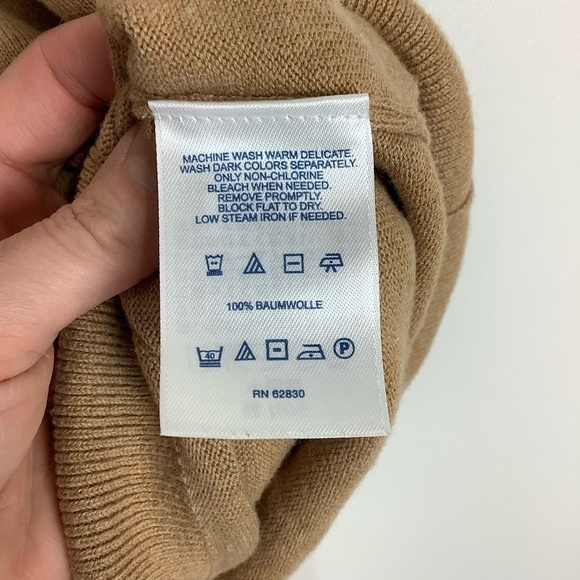 MACHINE WASH WARM DELICATE.
WASH DARK COLORS SEPARATELY.
ONLY NON-CHLORINE
BLEACH WHEN NEEDED.
REMOVE PROMPTLY.
BLOCK FLAT TO DRY.
LOW STEAM IRON IF NEEDED.
100% BAUMWOLLE
40 P
RN 62830